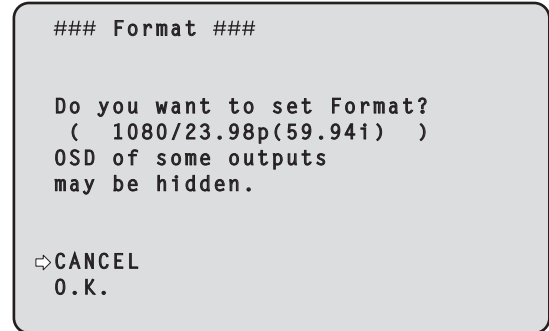 ### Format ###
Do you want to set Format?
( 1080/23.98p(59.94i) )
OSD of some outputs
may be hidden.
⇨CANCEL
O.K.